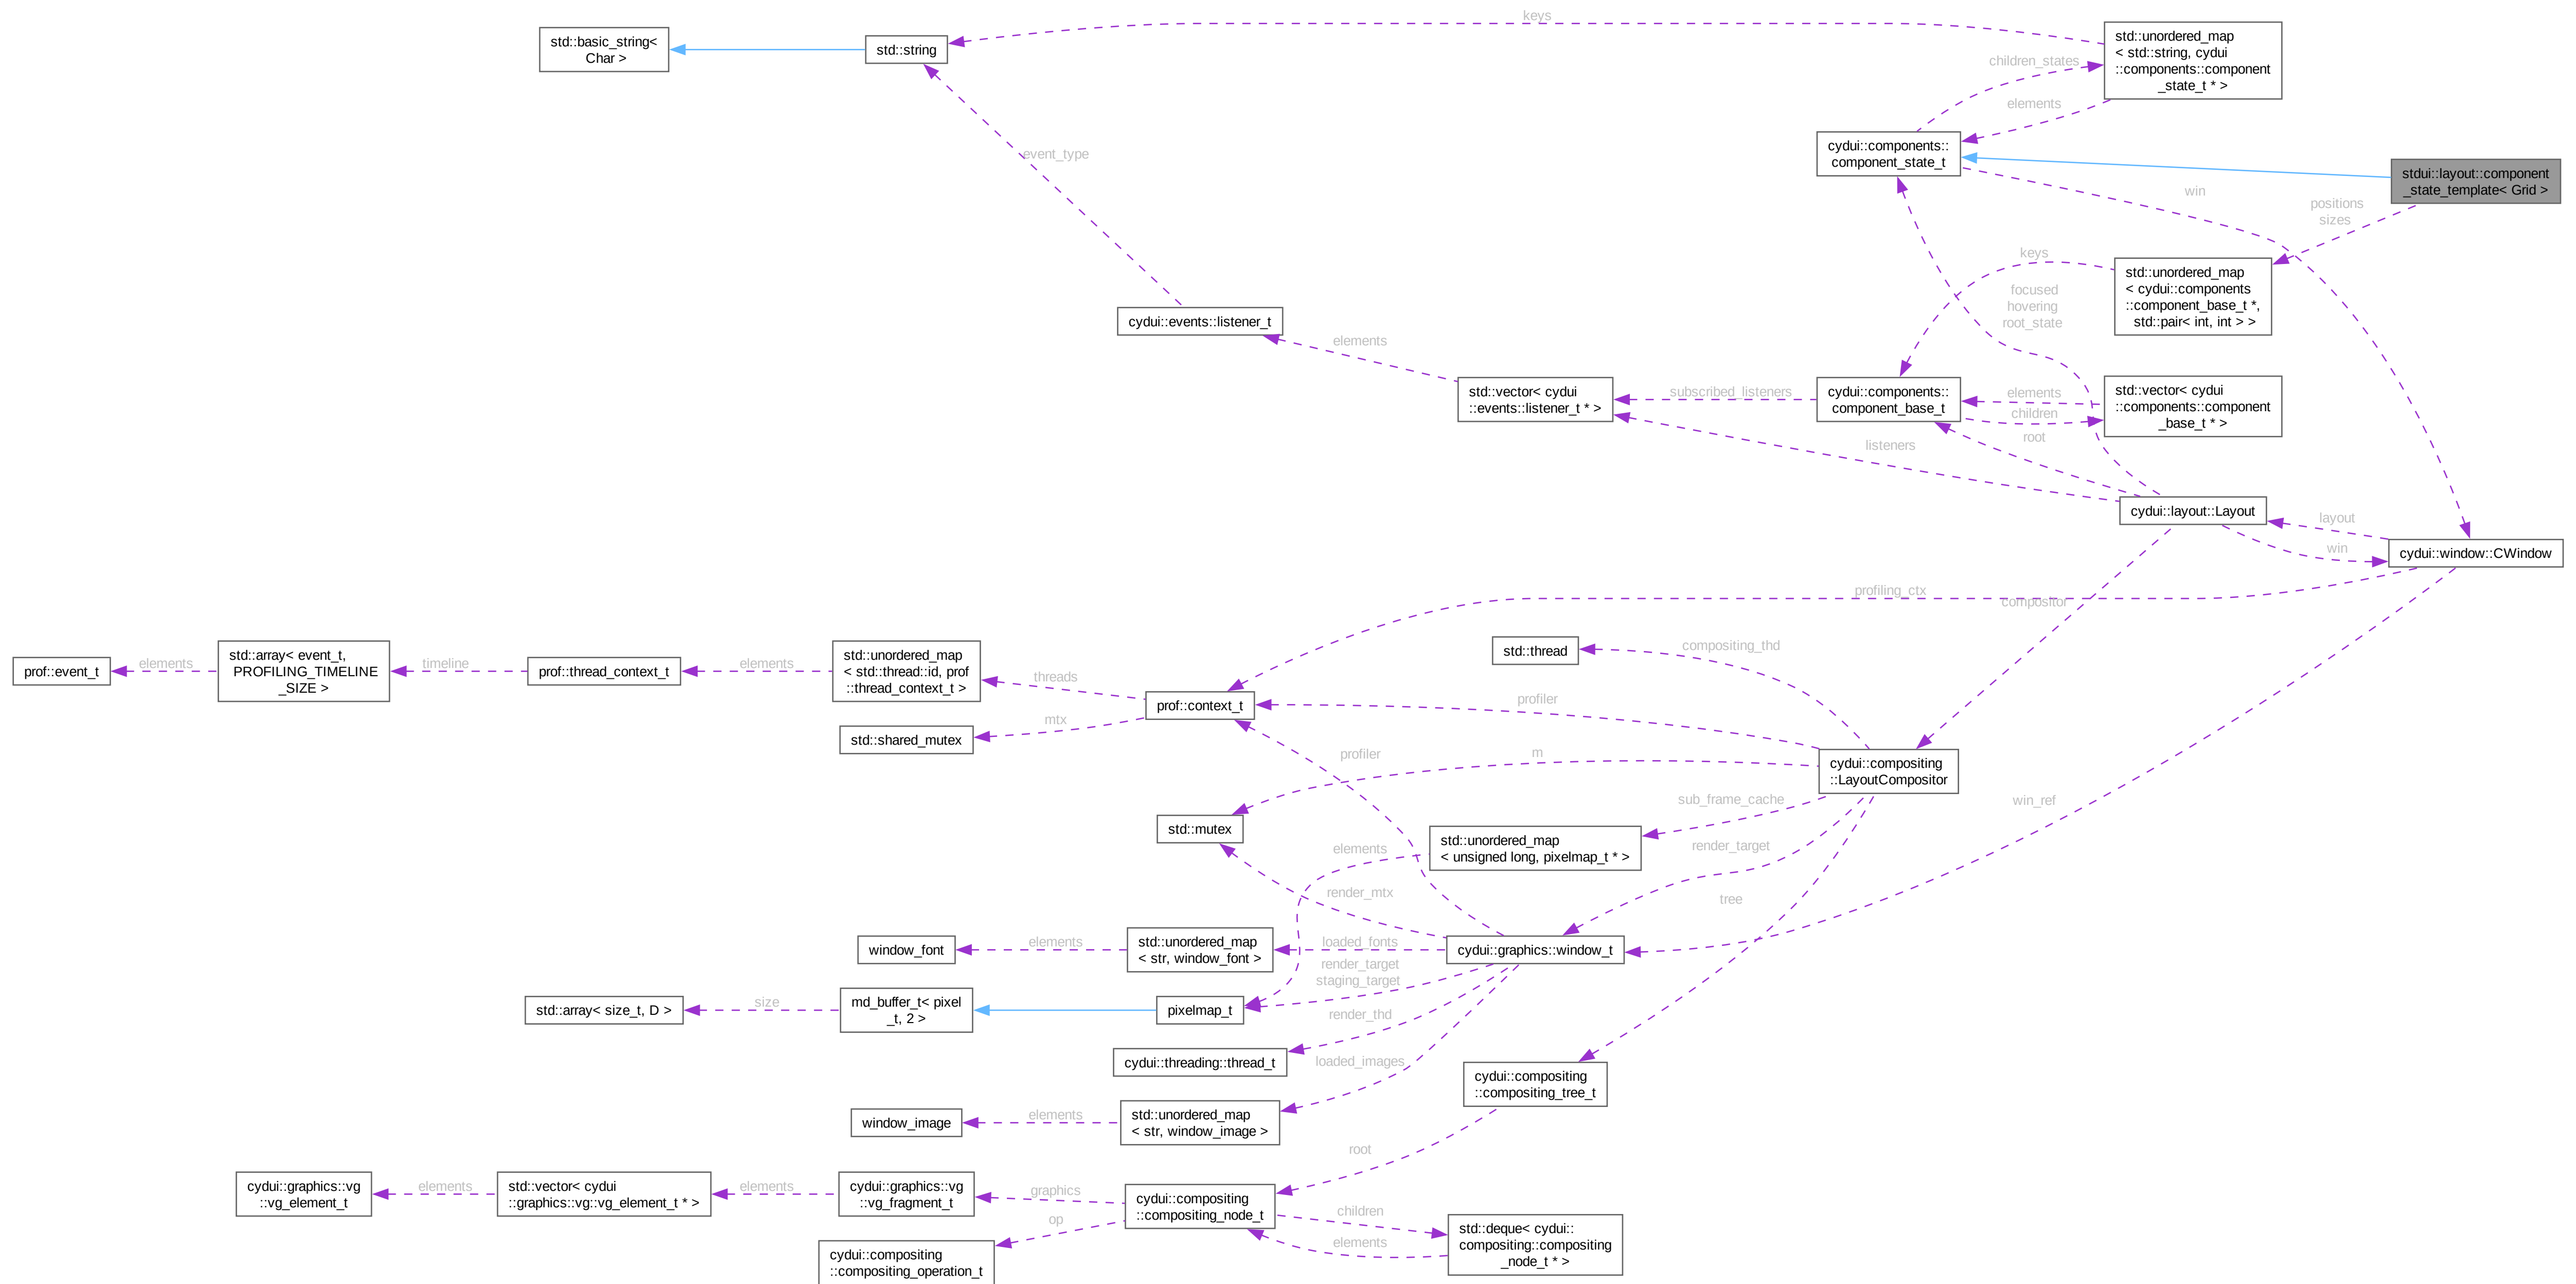 keys
std::basic_string<
Char >
std::string
std::unordered_map
< std::string, cydui
::components::component
_state_t * >
children_states
elements
event_type
cydui::components::
component_state_t
stdui::layout::component
_state_template< Grid >
win
positions
sizes
keys
std::unordered_map
< cydui::components
::component_base_t *,
std::pair< int, int > >
focused
hovering
root_state
cydui::events::listener_t
elements
std::vector< cydui
::events::listener_t * >
subscribed_listeners
cydui::components::
component_base_t
elements
children
std::vector< cydui
::components::component
_base_t * >
root
listeners
cydui::layout::Layout
layout
win
cydui::window::CWindow
profiling_ctx
compositor
prof::event_t
elements
std::array< event_t,
PROFILING_TIMELINE
_SIZE >
timeline
prof::thread_context_t
elements
std::unordered_map
< std::thread::id, prof
::thread_context_t >
threads
std::thread
compositing_thd
prof::context_t
profiler
mtx
std::shared_mutex
profiler
m
cydui::compositing
::LayoutCompositor
sub_frame_cache
win_ref
std::mutex
std::unordered_map
< unsigned long, pixelmap_t * >
elements
render_target
render_mtx
tree
window_font
elements
std::unordered_map
< str, window_font >
loaded_fonts
cydui::graphics::window_t
render_target
staging_target
std::array< size_t, D >
size
md_buffer_t< pixel
_t, 2 >
pixelmap_t
render_thd
cydui::threading::thread_t
loaded_images
cydui::compositing
::compositing_tree_t
window_image
elements
std::unordered_map
< str, window_image >
root
cydui::graphics::vg
::vg_element_t
elements
std::vector< cydui
::graphics::vg::vg_element_t * >
elements
cydui::graphics::vg
::vg_fragment_t
graphics
cydui::compositing
::compositing_node_t
children
op
elements
std::deque< cydui::
compositing::compositing
_node_t * >
cydui::compositing
::compositing_operation_t